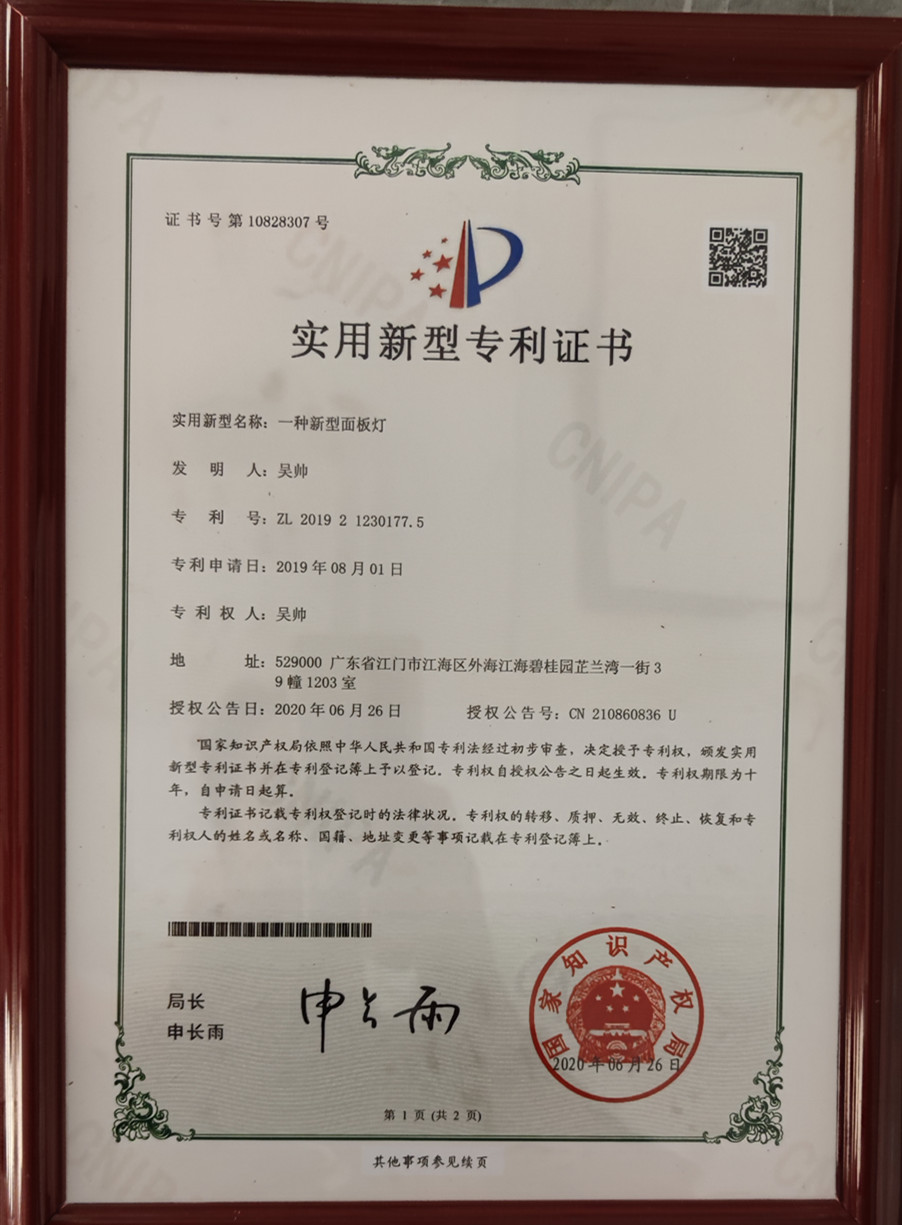 证书号第10828307号
实用新型专利证书
实用新型名称：一种新型面板灯
发明人：吴帅
专利号：ZL 2019 2 1230177.5
专利申请日：2019年08月01日
专利权人：吴帅
地址：529000 广东省江门市江海区外海江海碧桂园芷兰湾一街3
9幢1203室
授权公告日：2020年06月26日 授权公告号：CN 210860836 U
国家知识产权局依照中华人民共和国专利法经过初步审查，决定授予专利权，颁发实用
新型专利证书并在专利登记簿上予以登记。专利权自授权公告之日起生效。专利权期限为十
年，自申请日起算。
专利证书记载专利权登记时的法律状况。专利权的转移、质押、无效、终止、恢复和专
利权人的姓名或名称、国籍、地址变更等事项记载在专利登记簿上。
局长
申长雨
申长雨
国家知识产权局
2020年06月26日
第1页(共2页)
其他事项参见续页
CNIPA
CNIPA